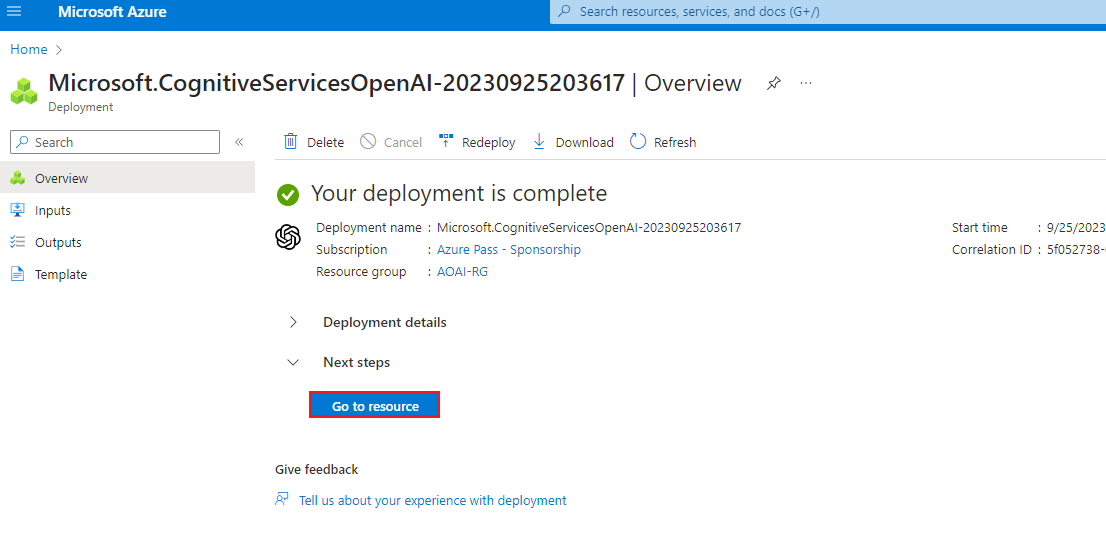 Microsoft Azure
Search resources, services, and docs (G+/)
Home
Microsoft.CognitiveServicesOpenAI-20230925203617 | Overview
Deployment
Search
Delete
Cancel
Redeploy
Download
Refresh
Overview
Inputs
Outputs
Template
Your deployment is complete
Deployment name : Microsoft.CognitiveServicesOpenAI-20230925203617
Subscription : Azure Pass - Sponsorship
Resource group : AOAI-RG
Start time : 9/25/2023
Correlation ID : 5f052738-
Deployment details
Next steps
Go to resource
Give feedback
Tell us about your experience with deployment